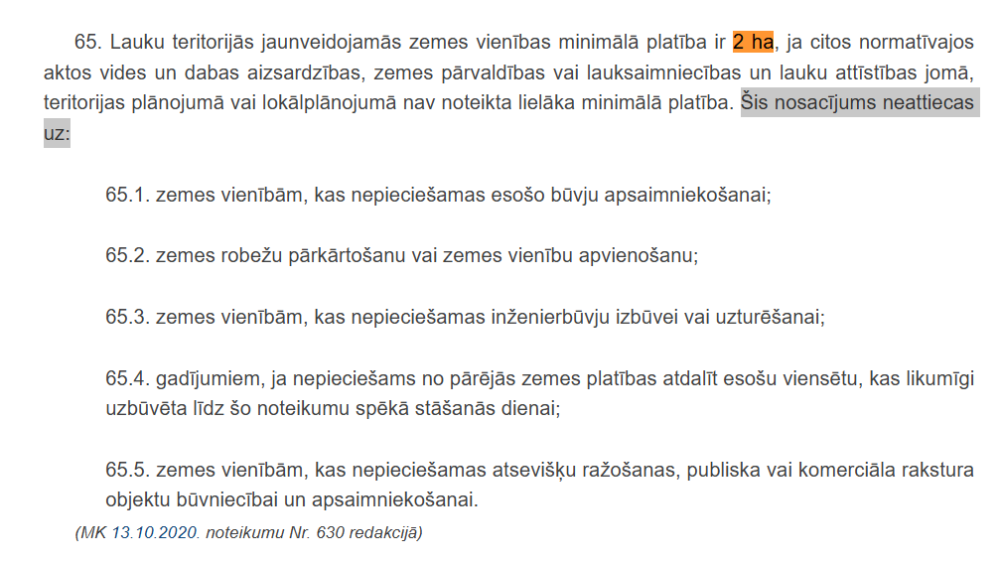 65. Lauku teritorijās jaunveidojamās zemes vienības minimālā platība ir 2 ha, ja citos normatīvajos
aktos vides un dabas aizsardzības, zemes pārvaldības vai lauksaimniecības un lauku attīstības jomā,
teritorijas plānojumā vai lokālplānojumā nav noteikta lielāka minimālā platība. Šis nosacījums neattiecas
uz:
65.1. zemes vienībām, kas nepieciešamas esošo būvju apsaimniekošanai;
65.2. zemes robežu pārkārtošanu vai zemes vienību apvienošanu;
65.3. zemes vienībām, kas nepieciešamas inženierbūvju izbūvei vai uzturēšanai;
65.4. gadījumiem, ja nepieciešams no pārējās zemes platības atdalīt esošu viensētu, kas likumīgi
uzbūvēta līdz šo noteikumu spēkā stāšanās dienai;
65.5. zemes vienībām, kas nepieciešamas atsevišķu ražošanas, publiska vai komerciāla rakstura
objektu būvniecībai un apsaimniekošanai.
(MK 13.10.2020. noteikumu Nr. 630 redakcijā)